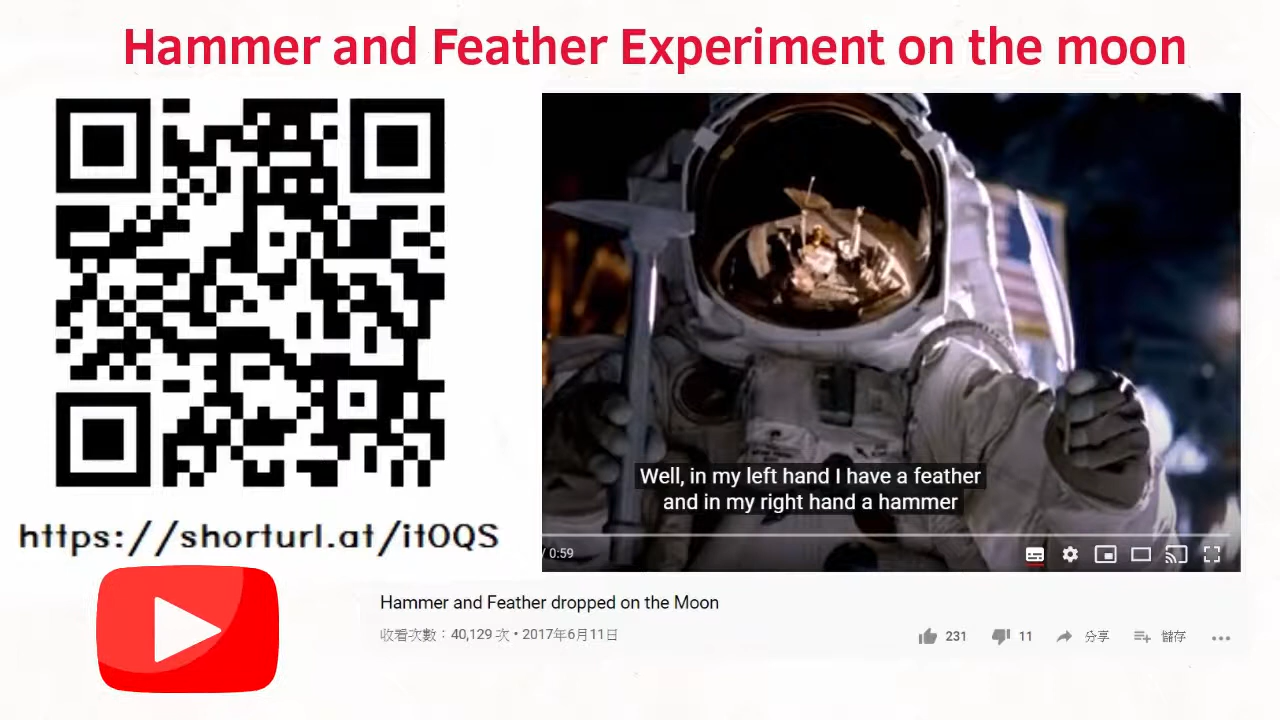 Hammer and Feather Experiment on the moon
https://shorturl.at/it0QS
Well, in my left hand I have a feather
and in my right hand a hammer
/ 0:59
Hammer and Feather dropped on the Moon
收看次數：40,129 次 • 2017年6月11日
231
11
分享
儲存